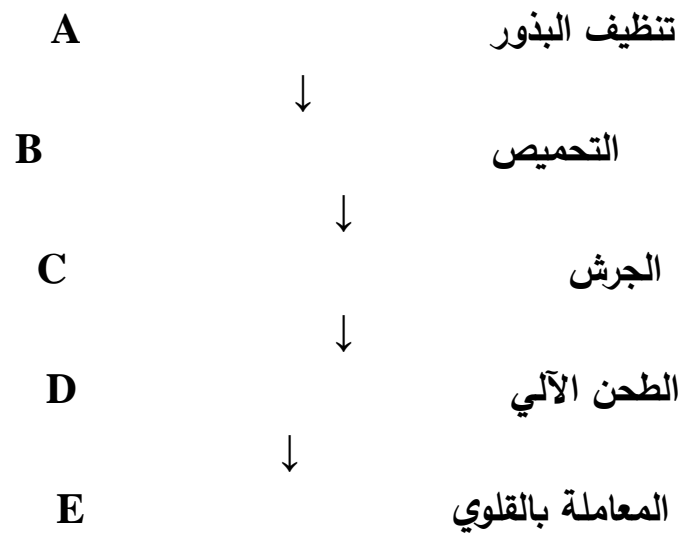 تنظيف البذور A
↓
التحميص B
↓
الجرش C
↓
الطحن الآلي D
↓
المعاملة بالقلوي E